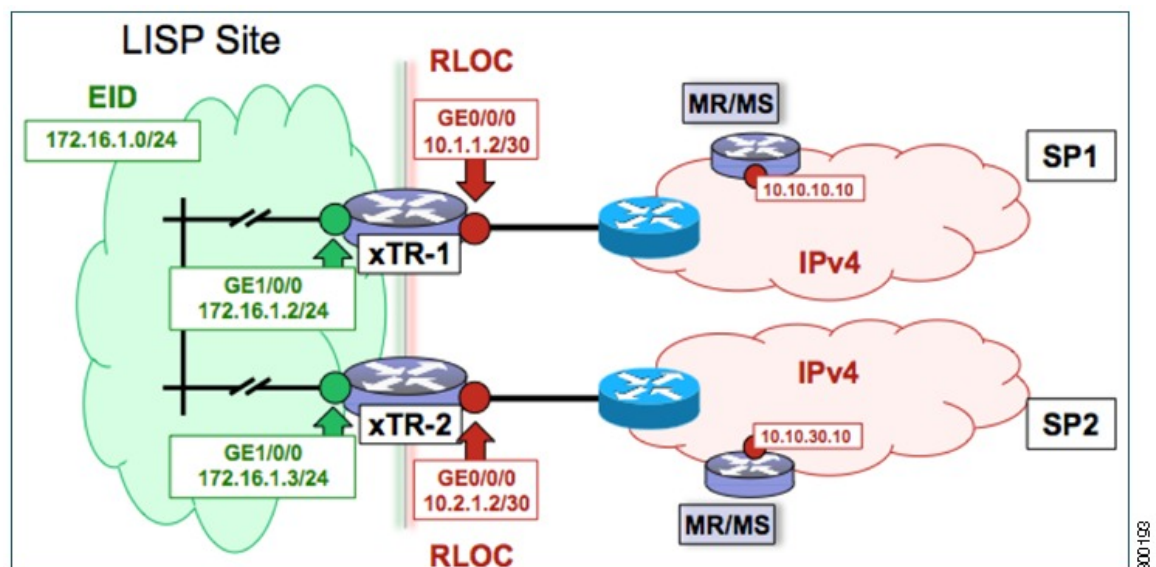 LISP Site
EID
172.16.1.0/24
RLOC
GE0/0/0
10.1.1.2/30
MR/MS
SP1
10.10.10.10
xTR-1
IPv4
GE1/0/0
172.16.1.2/24
IPv4
xTR-2
SP2
10.10.30.10
GE1/0/0
172.16.1.3/24
GE0/0/0
10.2.1.2/30
MR/MS
RLOC